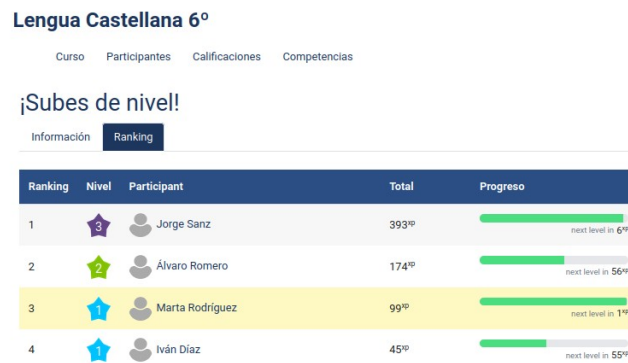 Lengua Castellana 6º
Curso Participantes Calificaciones Competencias
¡Subes de nivel!
Información Ranking
Ranking Nivel Participant Total Progreso
1 3 Jorge Sanz 393xp
next level in 6xp
2 2 Álvaro Romero 174xp
next level in 56xp
3 1 Marta Rodríguez 99xp
next level in 1xp
4 1 Iván Díaz 45xp
next level in 55xp